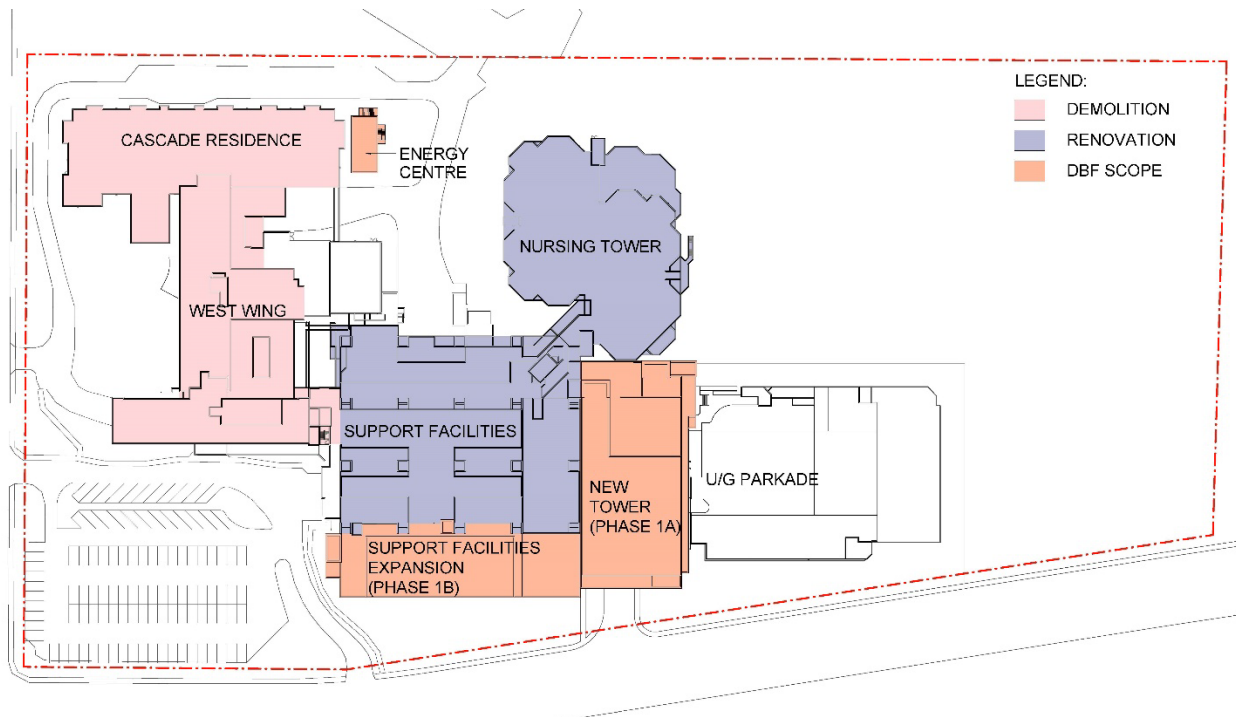 LEGEND:
DEMOLITION
RENOVATION
DBF SCOPE
CASCADE RESIDENCE
ENERGY
CENTRE
NURSING TOWER
WEST WING
SUPPORT FACILITIES
NEW
TOWER
(PHASE 1A)
U/G PARKADE
SUPPORT FACILITIES
EXPANSION
(PHASE 1B)